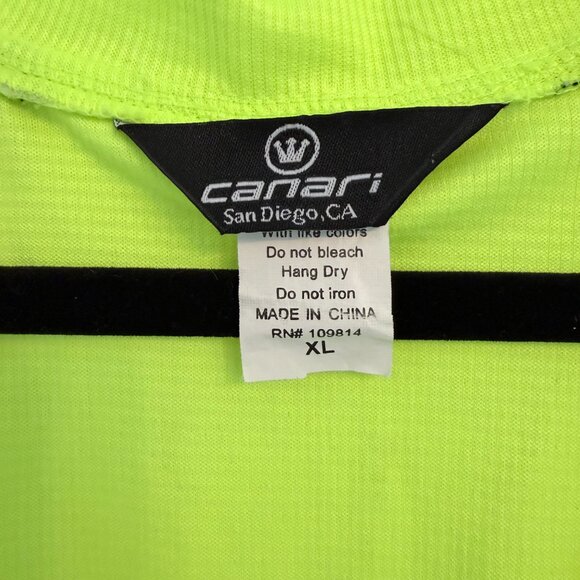 canari
San Diego, CA
With like colors
Do not bleach
Hang Dry
Do not iron
MADE IN CHINA
RN# 109814
XL